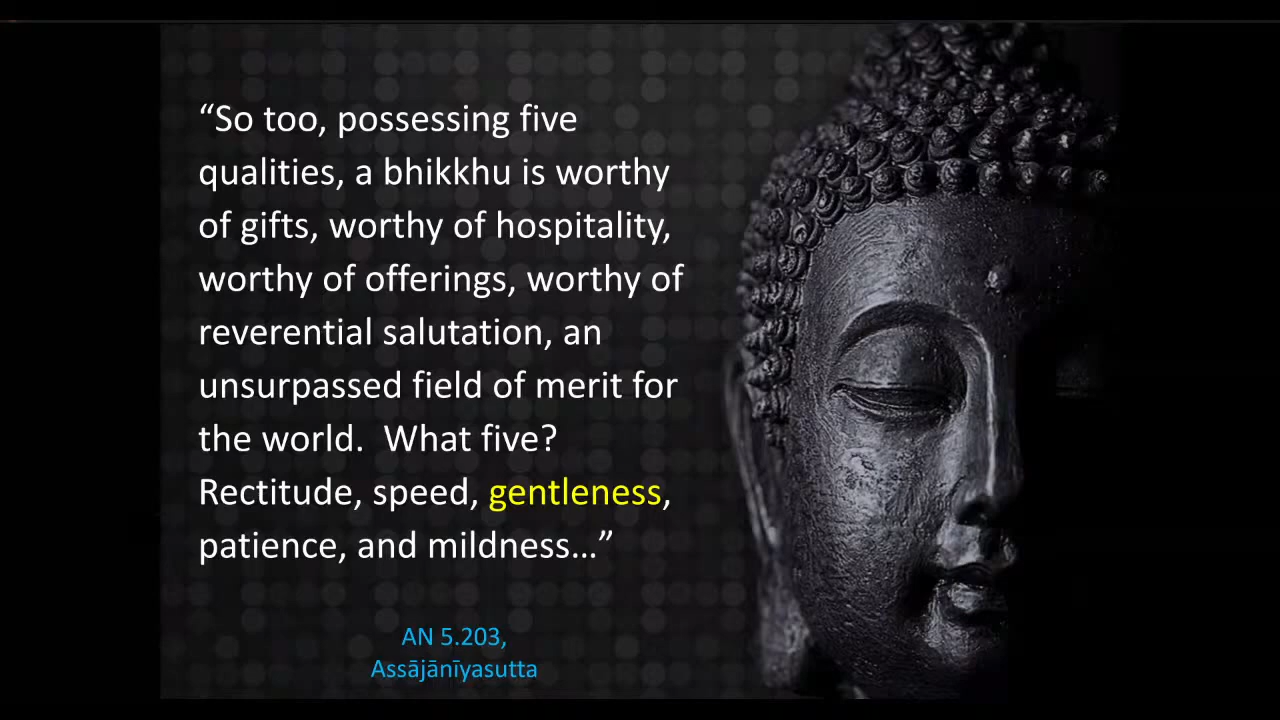 “So too, possessing five
qualities, a bhikkhu is worthy
of gifts, worthy of hospitality,
worthy of offerings, worthy of
reverential salutation, an
unsurpassed field of merit for
the world.  What five?
Rectitude, speed, gentleness,
patience, and mildness…”
AN 5.203,
Assājānīyasutta